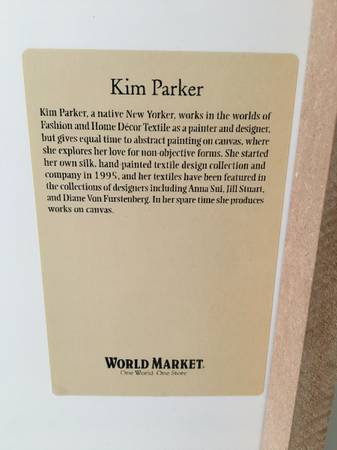 Kim Parker
Kim Parker, a native New Yorker, works in the worlds of
Fashion and Home Décor Textile as a painter and designer,
but gives equal time to abstract painting on canvas, where
she explores her love for non-objective forms. She started
her own silk, hand-painted textile design collection and
company in 1995, and her textiles have been featured in
the collections of designers including Anna Sui, Jill Stuart,
and Diane Von Furstenberg. In her spare time she produces
works on canvas.
WORLD MARKET.
One World. One Store